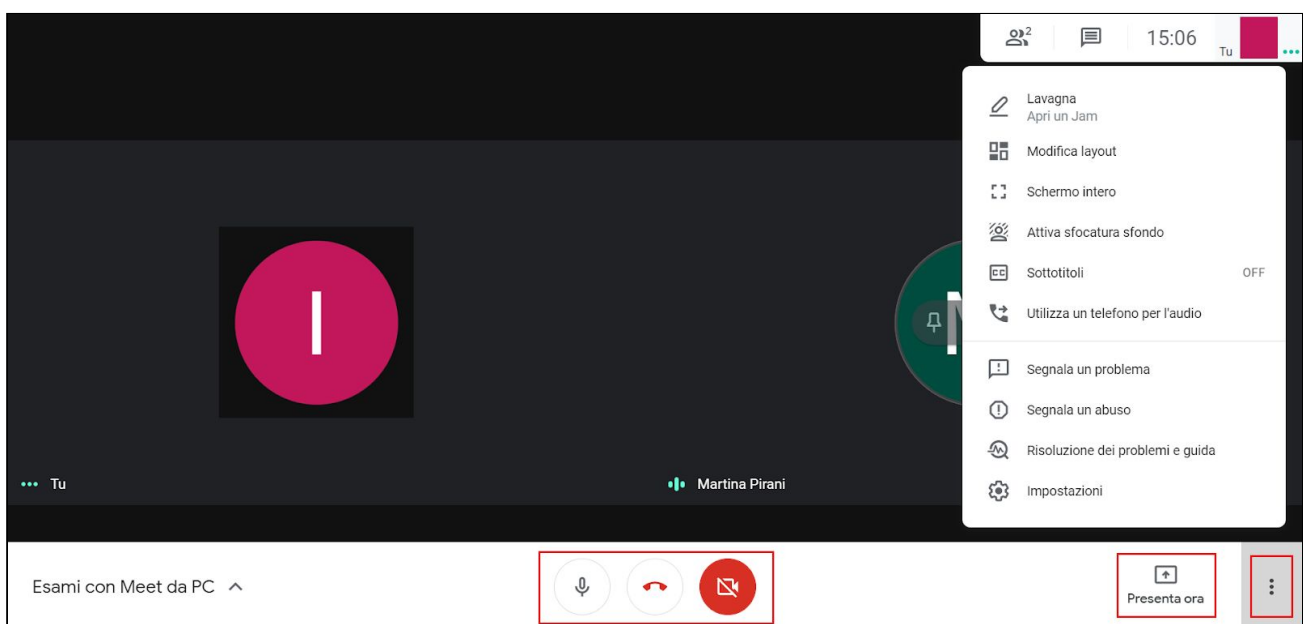 2
15:06
Tu
Lavagna
Apri un Jam
Modifica layout
Schermo intero
Attiva sfocatura sfondo
CC
Sottotitoli OFF
Utilizza un telefono per l'audio
Segnala un problema
Segnala un abuso
Risoluzione dei problemi e guida
Impostazioni
I
M
Tu
Martina Pirani
Esami con Meet da PC
Presenta ora